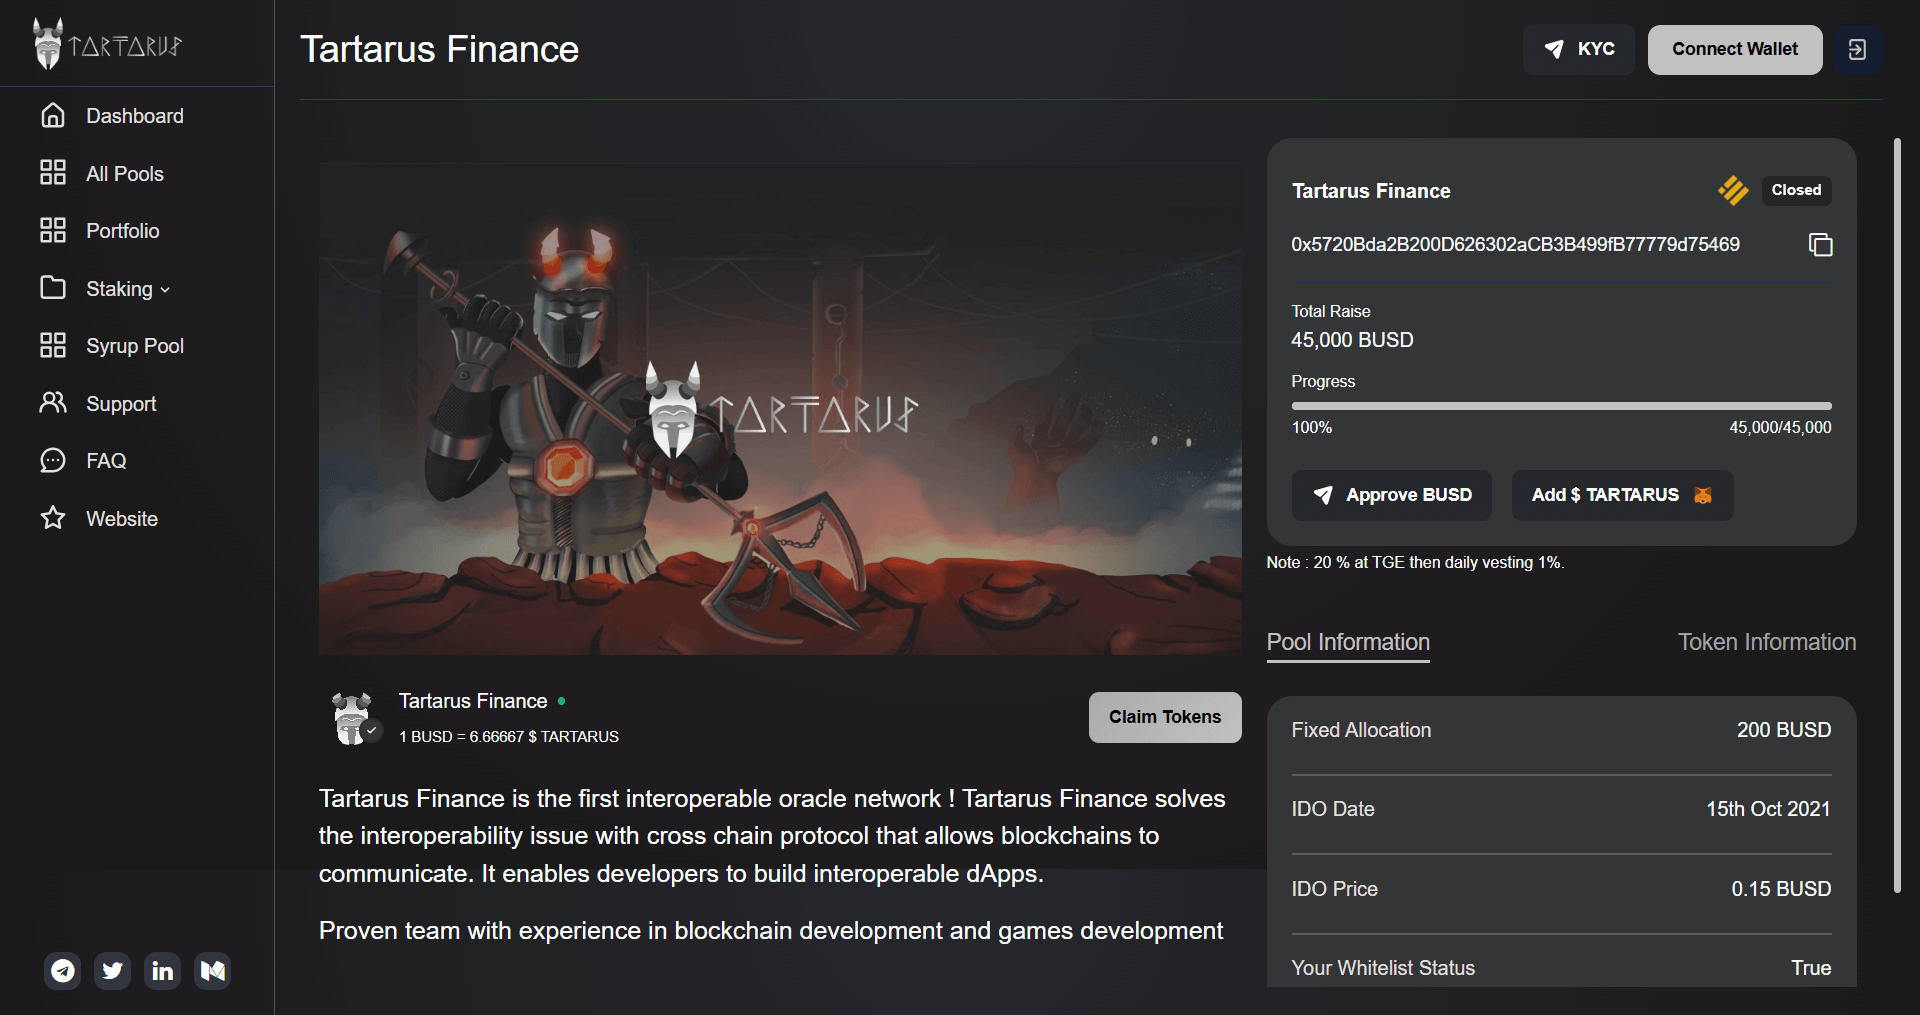 TARTARUS
Dashboard
All Pools
Portfolio
Staking
Syrup Pool
Support
FAQ
Website
Tartarus Finance
KYC
Connect Wallet
TARTARUS
Tartarus Finance
1 BUSD = 6.66667 $ TARTARUS
Claim Tokens
Tartarus Finance is the first interoperable oracle network ! Tartarus Finance solves
the interoperability issue with cross chain protocol that allows blockchains to
communicate. It enables developers to build interoperable dApps.
Proven team with experience in blockchain development and games development
Tartarus Finance
Closed
0x5720Bda2B200D626302aCB3B499fB77779d75469
Total Raise
45,000 BUSD
Progress
100% 45,000/45,000
Approve BUSD
Add $ TARTARUS
Note : 20 % at TGE then daily vesting 1%.
Pool Information
Token Information
Fixed Allocation 200 BUSD
IDO Date 15th Oct 2021
IDO Price 0.15 BUSD
Your Whitelist Status True